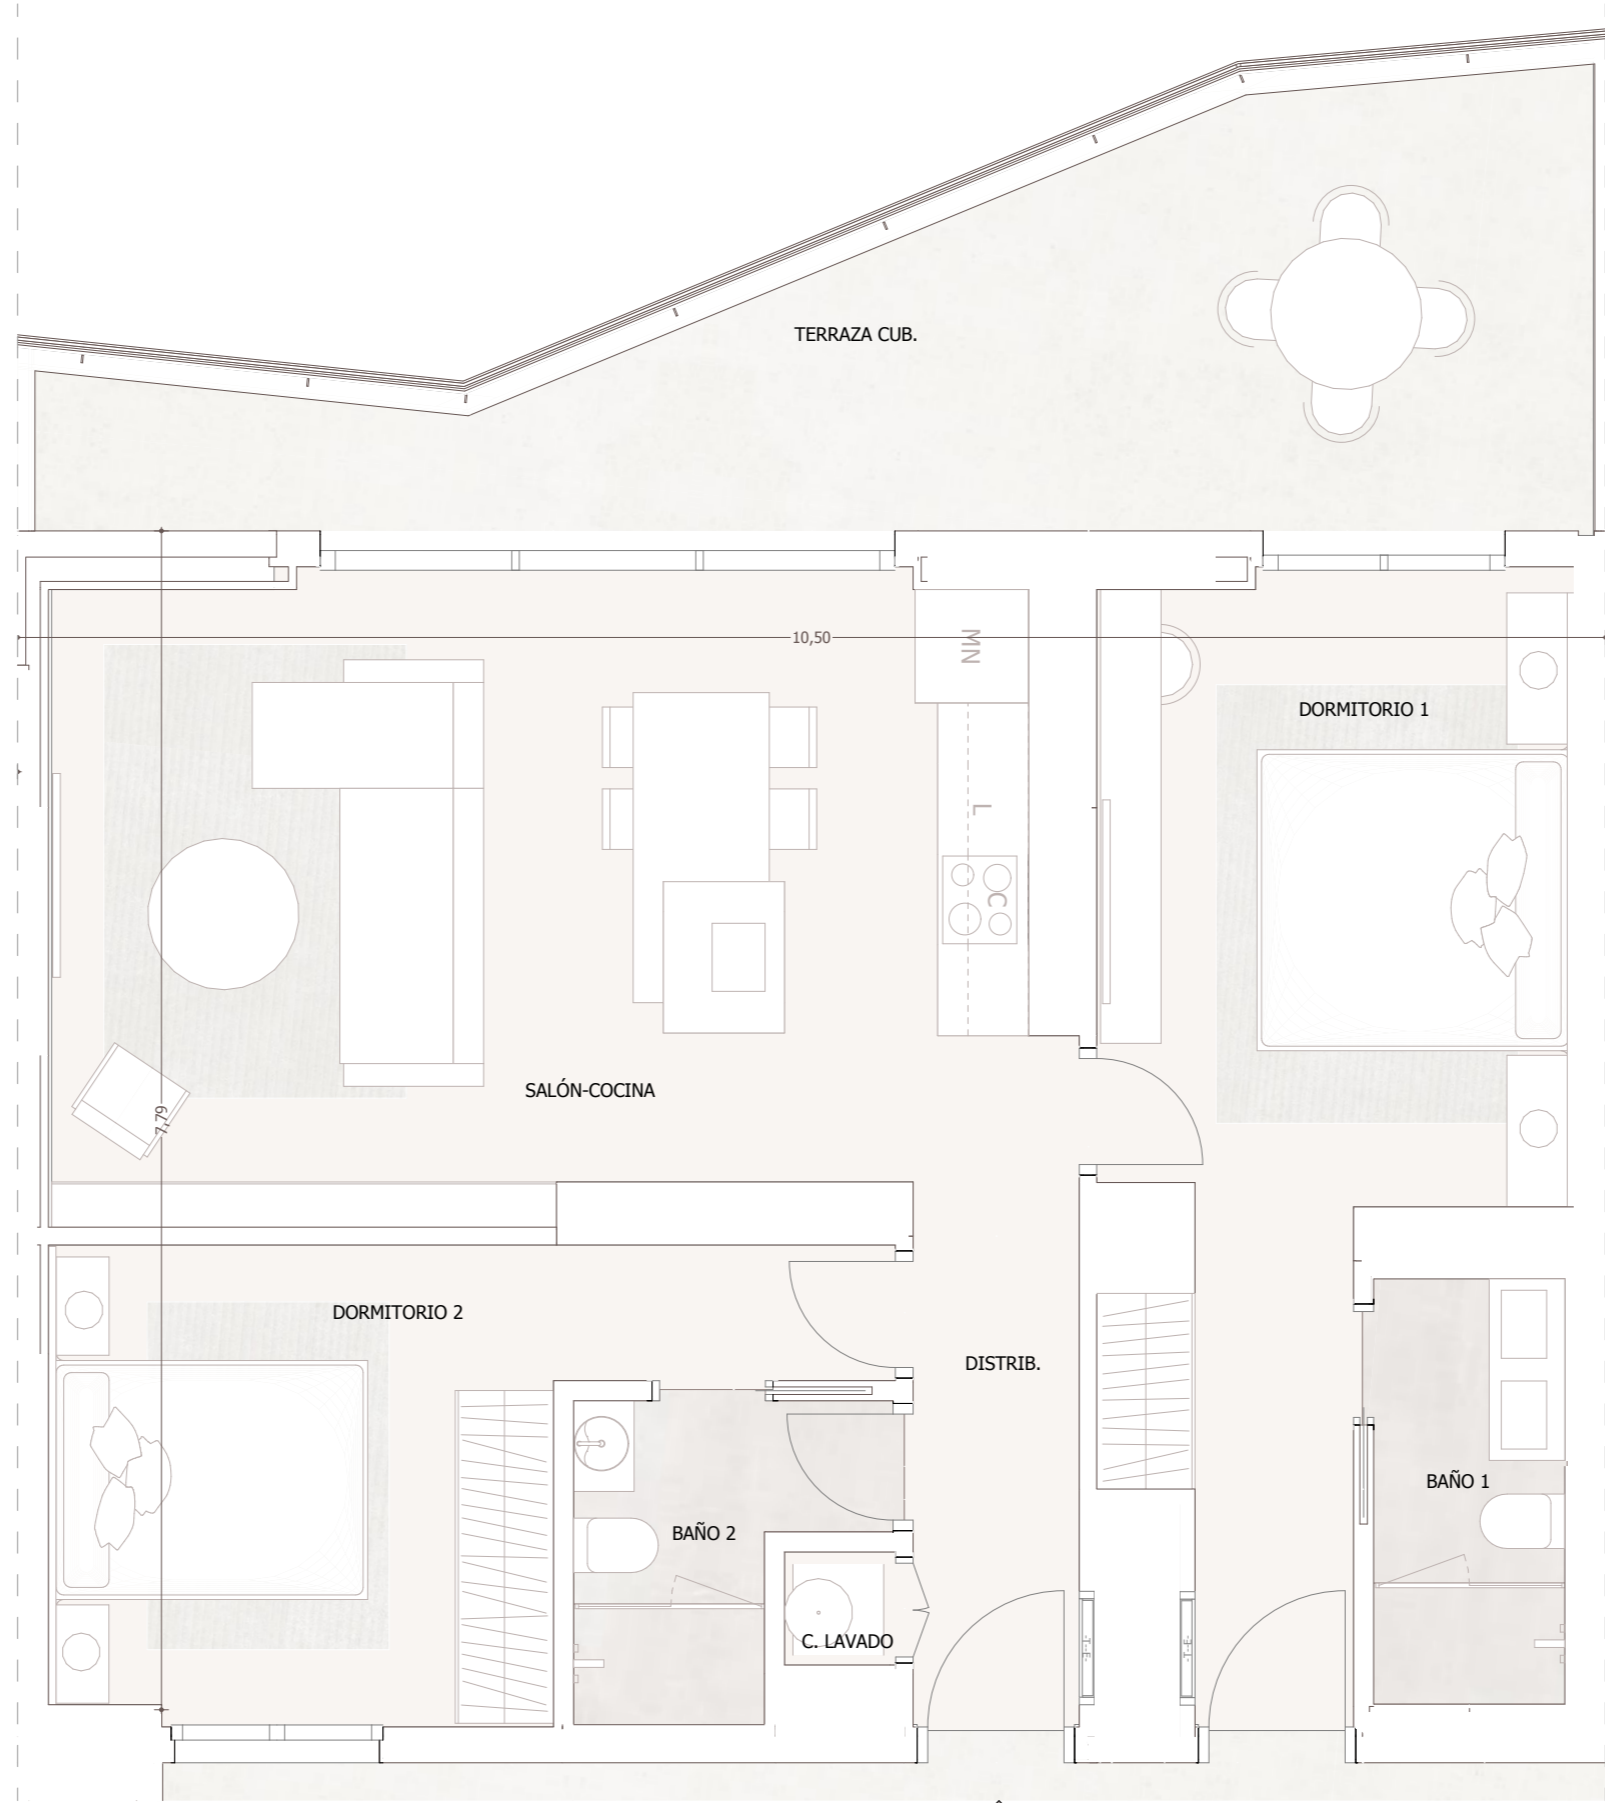 TERRAZA CUB.
10,50
MN
DORMITORIO 1
L
C
SALÓN-COCINA
7,79
DORMITORIO 2
DISTRIB.
BAÑO 1
BAÑO 2
C. LAVADO
-T-E-
-T-E-